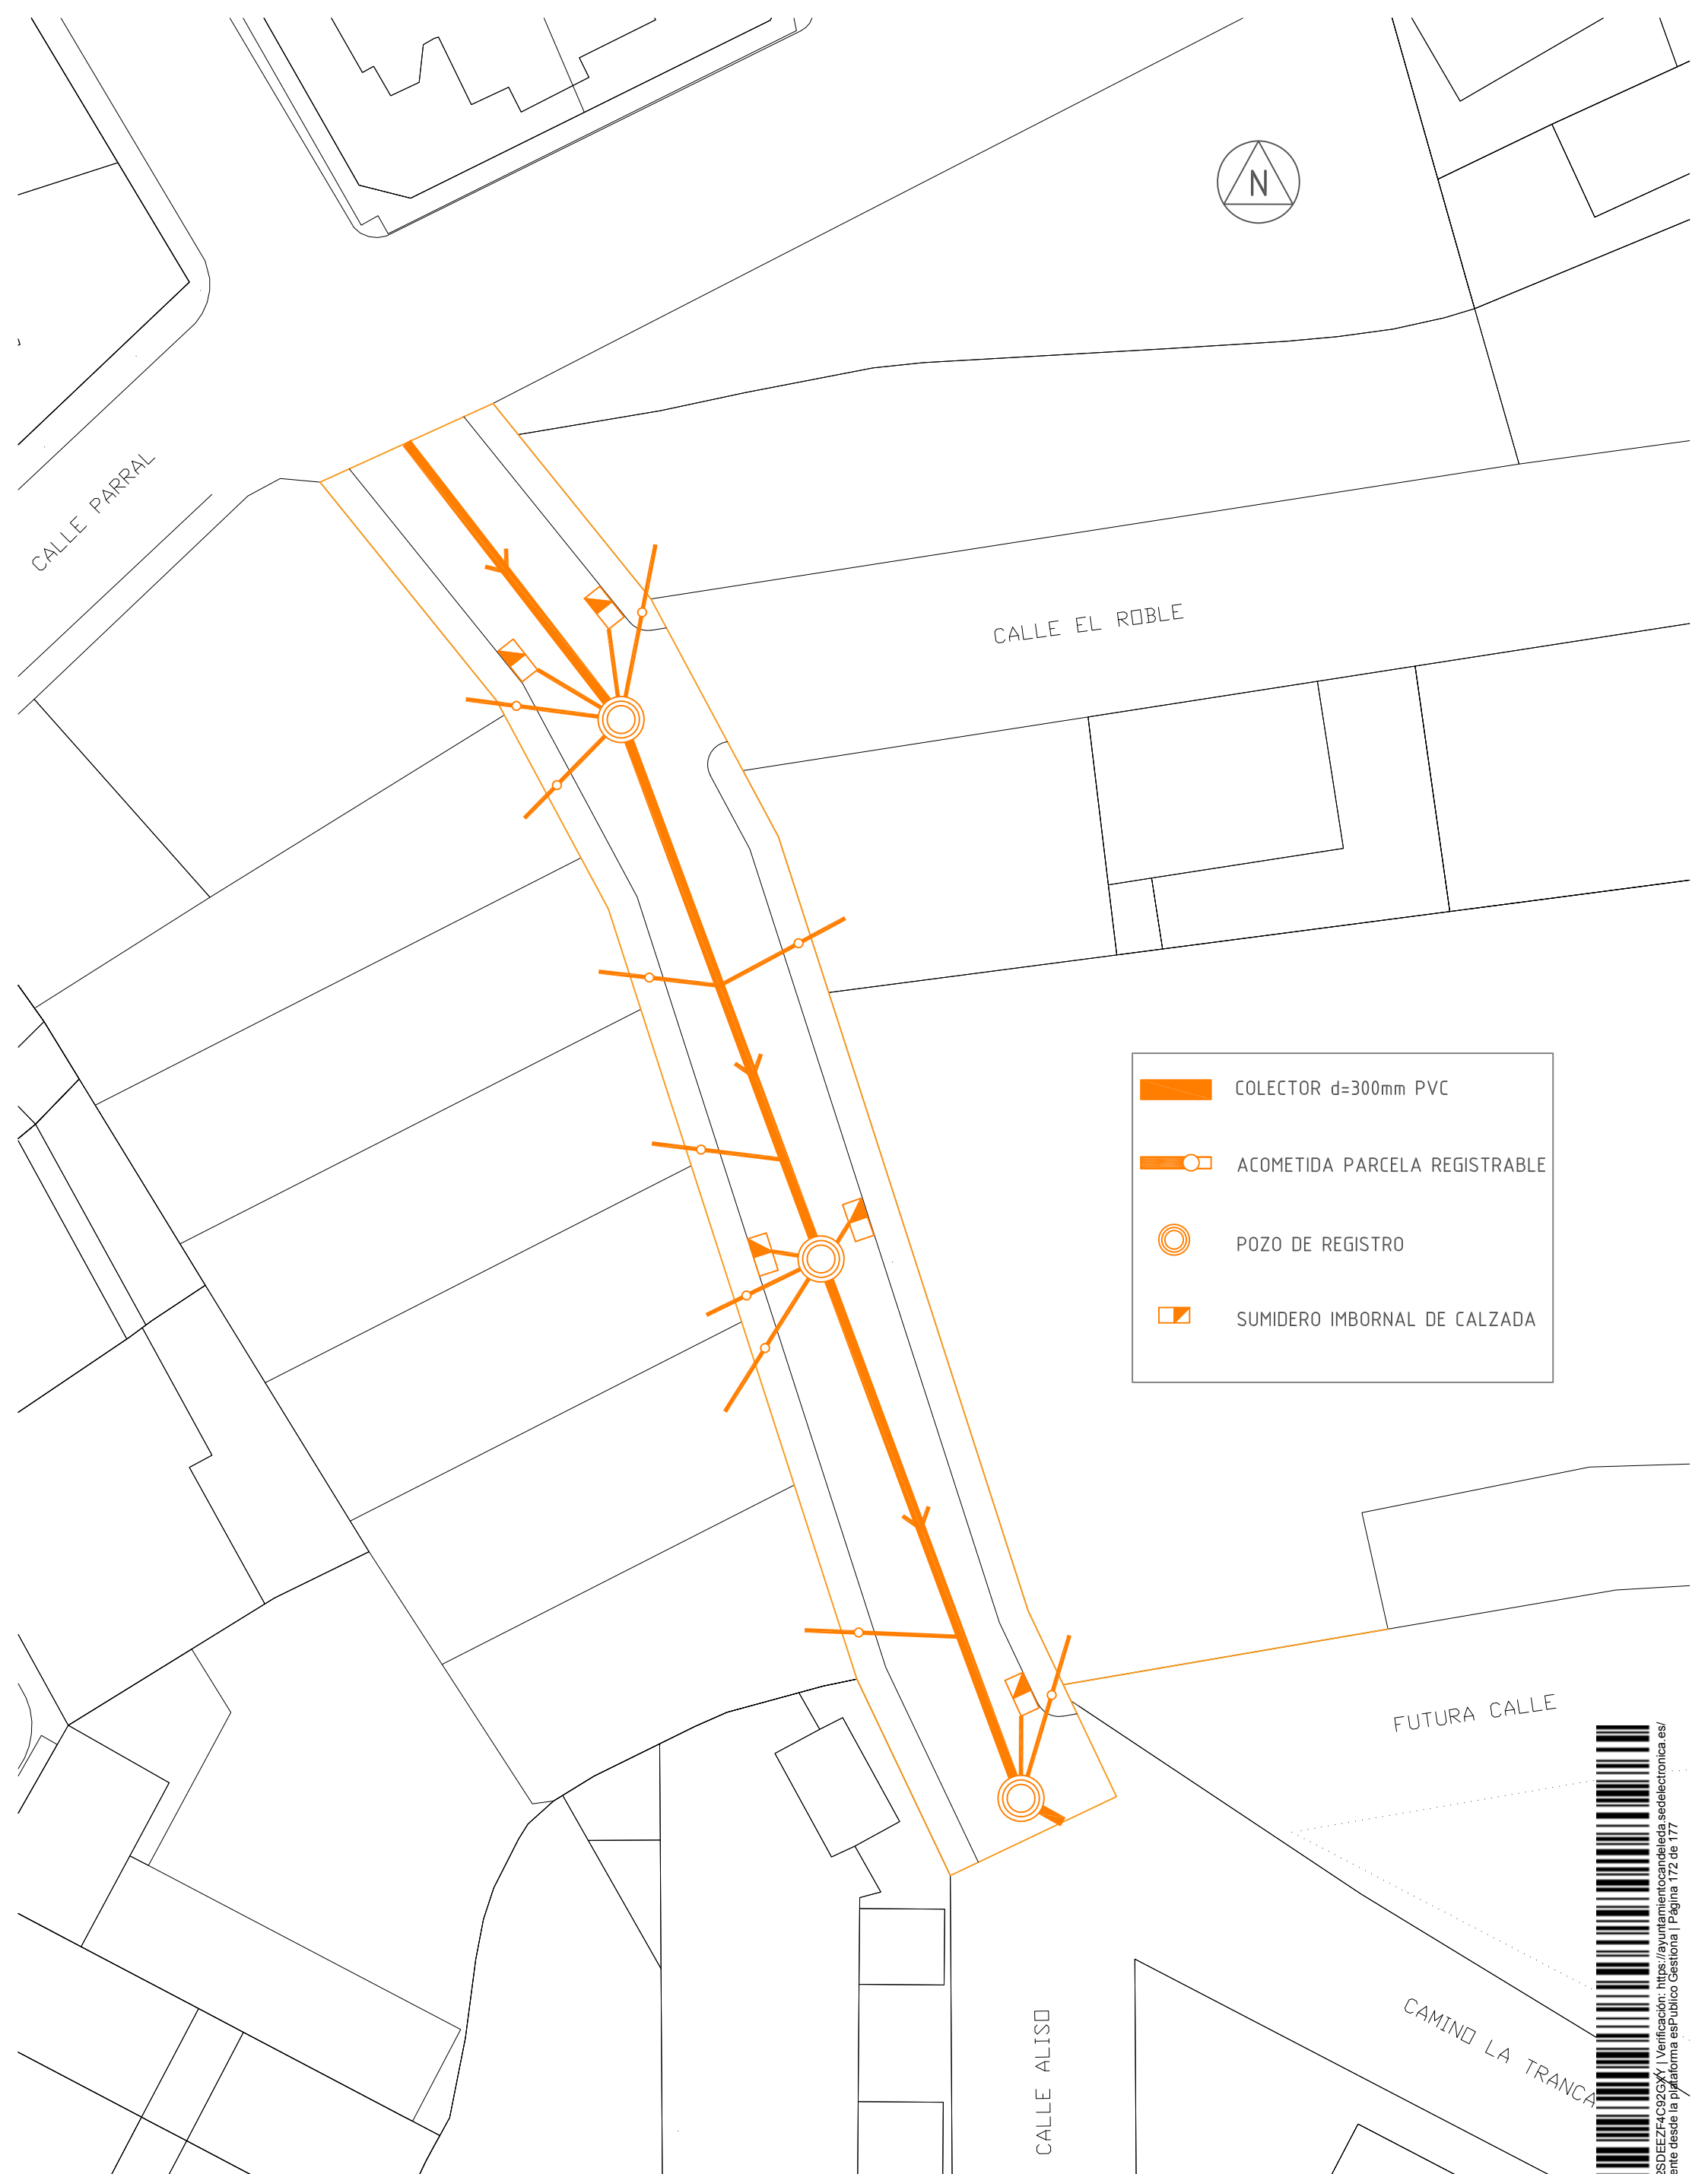 N
CALLE PARRAL
CALLE EL ROBLE
COLECTOR d=300mm PVC
ACOMETIDA PARCELA REGISTRABLE
POZO DE REGISTRO
SUMIDERO IMBORNAL DE CALZADA
FUTURA CALLE
CAMINO LA TRANCA
CALLE ALISO
SDEEZF4C92GXY | Verificación: https://ayuntamientocandeleda.sedelectronica.es/
ente desde la plataforma esPublico Gestiona | Página 172 de 177